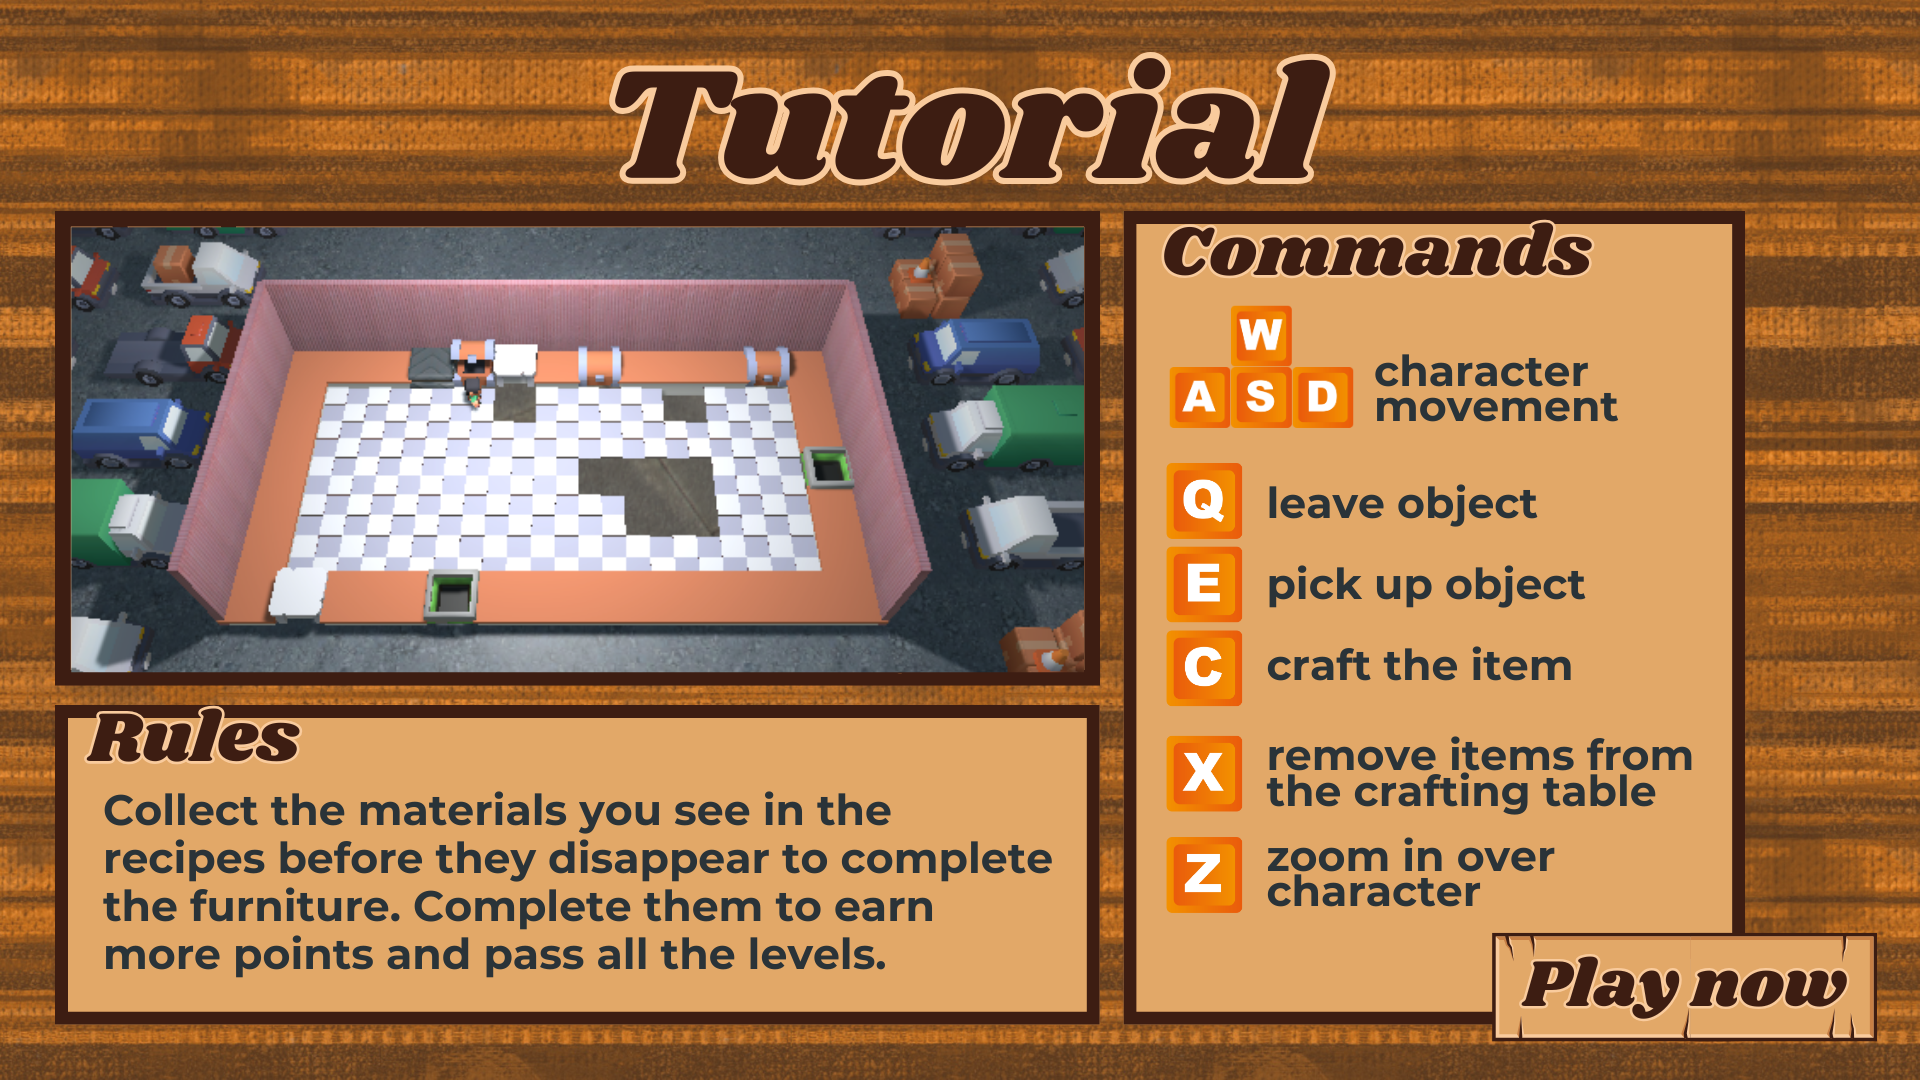 Tutorial
Commands
W
A S D
character
movement
Q
leave object
E
pick up object
C
craft the item
X
remove items from
the crafting table
Z
zoom in over
character
Rules
Collect the materials you see in the
recipes before they disappear to complete
the furniture. Complete them to earn
more points and pass all the levels.
Play now